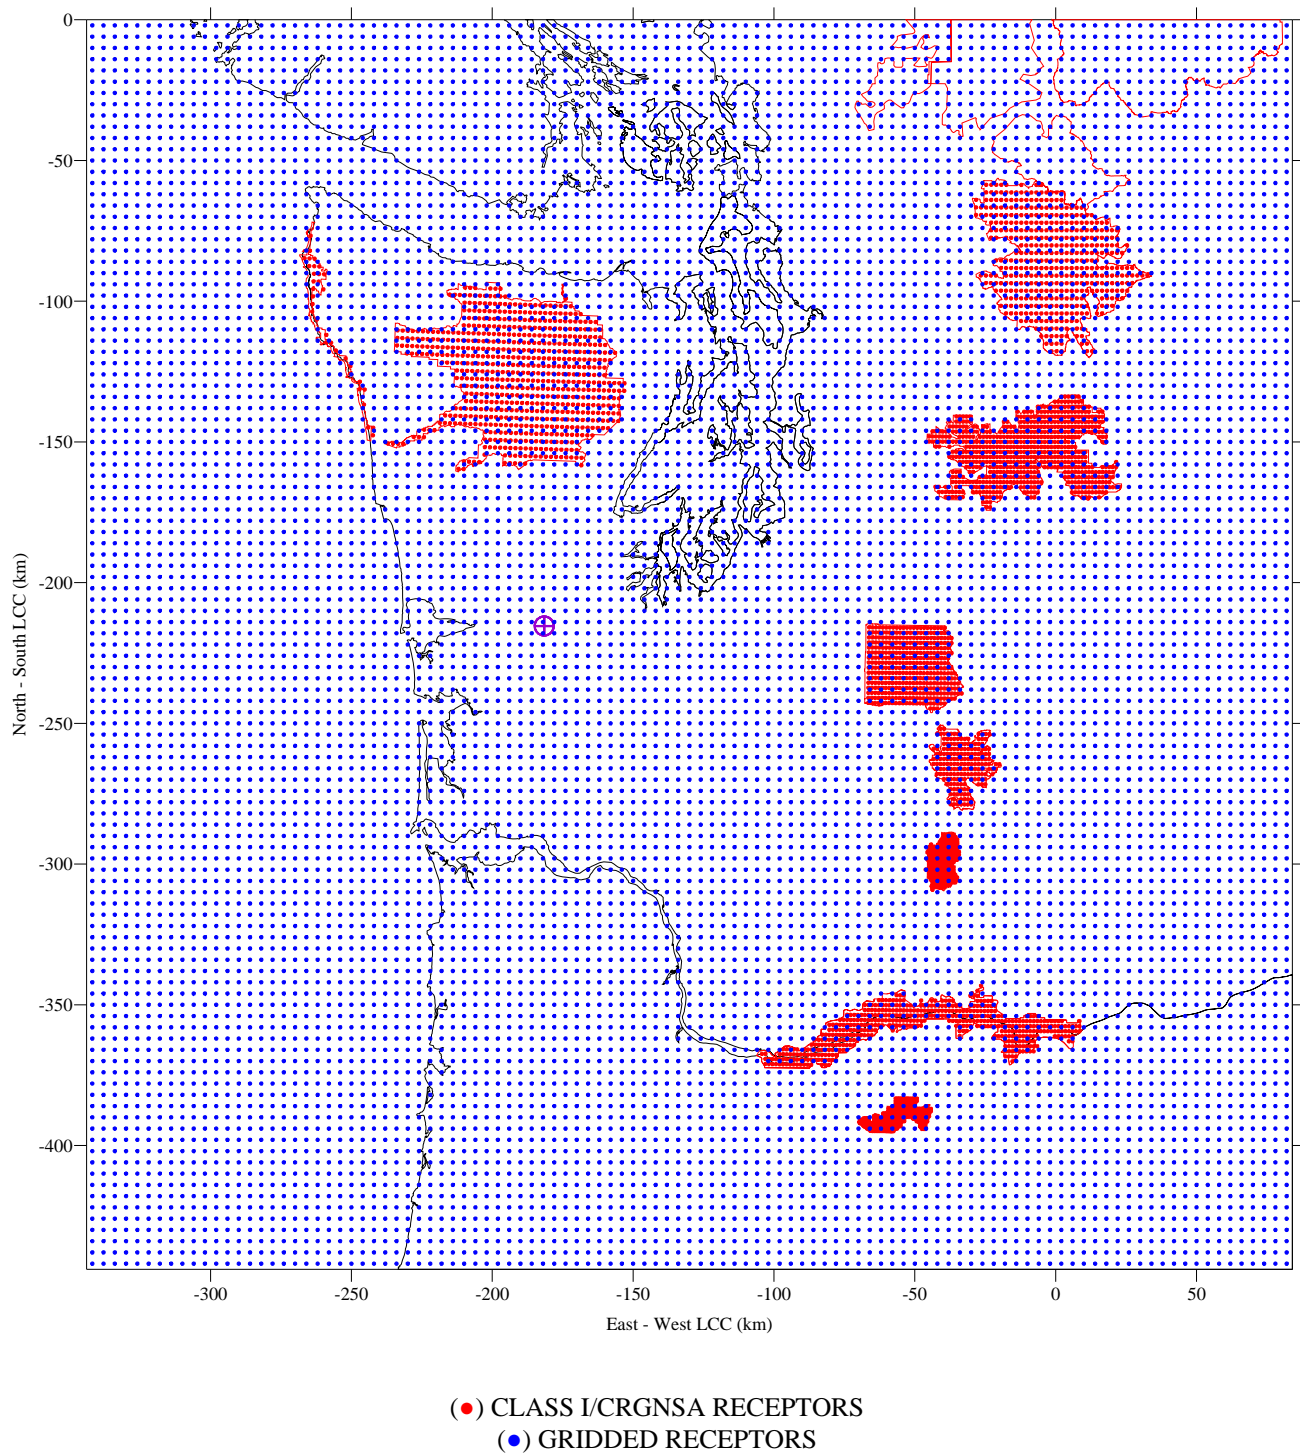 0
-50
-100
-150
-200
-250
-300
-350
-400
North - South LCC (km)
-300 -250 -200 -150 -100 -50 0 50
East - West LCC (km)
(●) CLASS I/CRGNSA RECEPTORS
(●) GRIDDED RECEPTORS